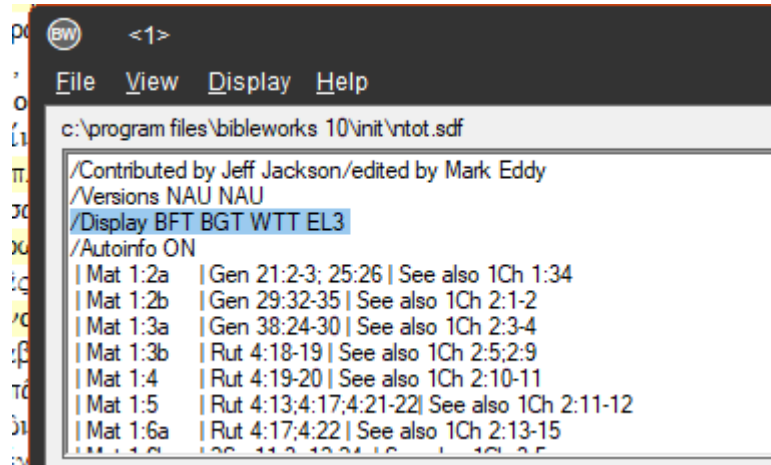 BW <1>
File View Display Help
c:\program files\bibleworks 10\init\ntot.sdf
/Contributed by Jeff Jackson/edited by Mark Eddy
/Versions NAU NAU
/Display BFT BGT WTT EL3
/Autoinfo ON
| Mat 1:2a | Gen 21:2-3; 25:26 | See also 1Ch 1:34
| Mat 1:2b | Gen 29:32-35 | See also 1Ch 2:1-2
| Mat 1:3a | Gen 38:24-30 | See also 1Ch 2:3-4
| Mat 1:3b | Rut 4:18-19 | See also 1Ch 2:5;2:9
| Mat 1:4 | Rut 4:19-20 | See also 1Ch 2:10-11
| Mat 1:5 | Rut 4:13;4:17;4:21-22| See also 1Ch 2:11-12
| Mat 1:6a | Rut 4:17;4:22 | See also 1Ch 2:13-15